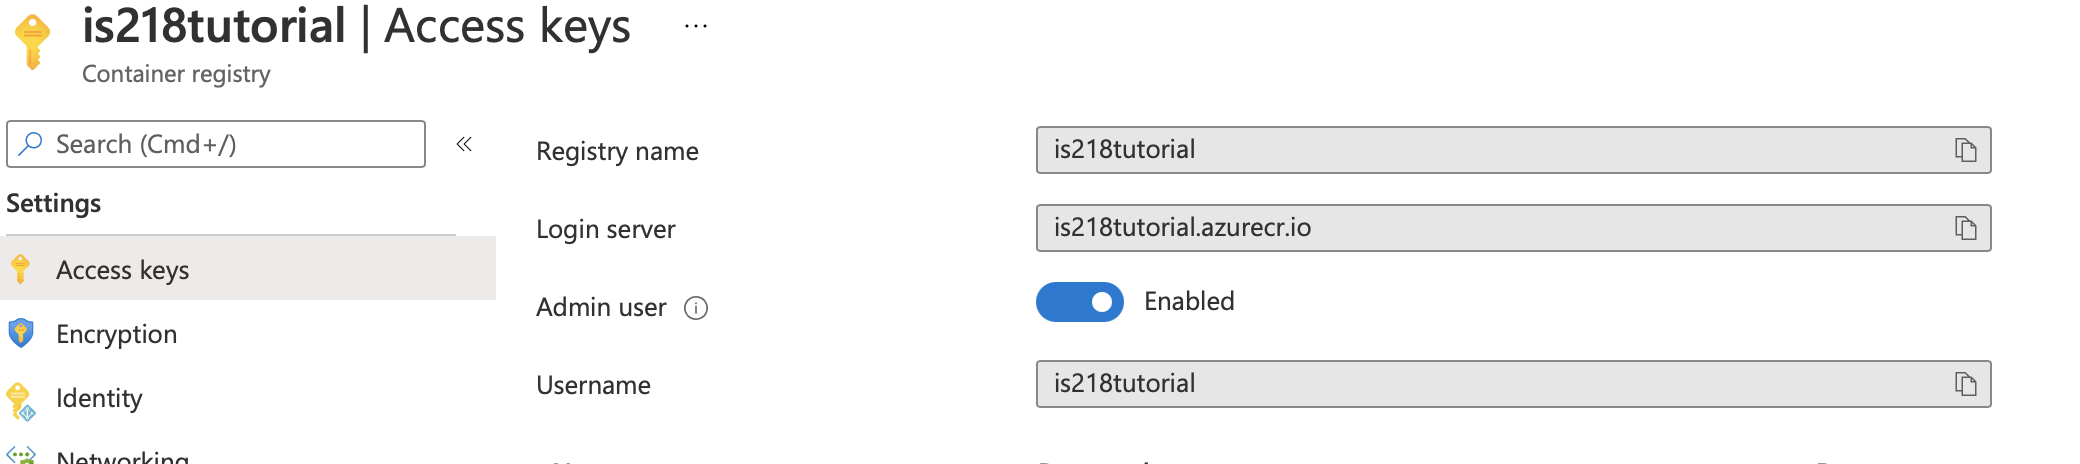 is218tutorial | Access keys ...
Container registry
Search (Cmd+/) «
Settings
Access keys
Encryption
Identity
Networking
Registry name is218tutorial
Login server is218tutorial.azurecr.io
Admin user Enabled
Username is218tutorial